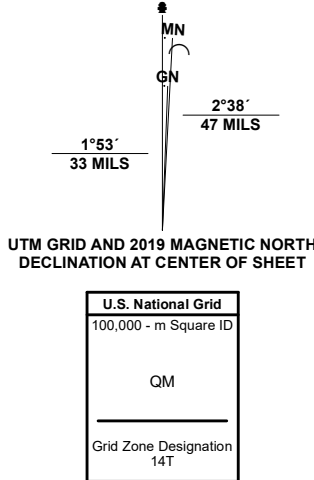 MN
GN
2°38´
47 MILS
1°53´
33 MILS
UTM GRID AND 2019 MAGNETIC NORTH
DECLINATION AT CENTER OF SHEET
U.S. National Grid
100,000 - m Square ID
QM
Grid Zone Designation
14T